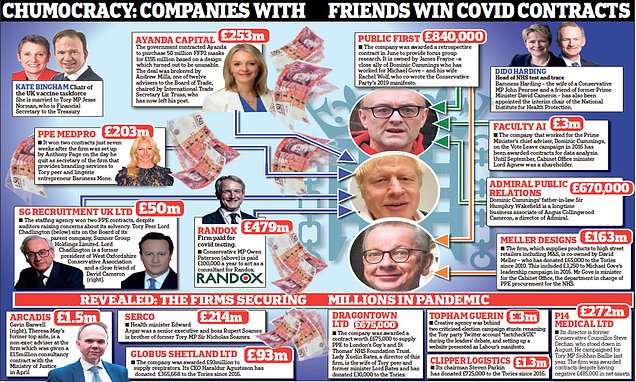 CHUMOCRACY: COMPANIES WITH FRIENDS WIN COVID CONTRACTS
KATE BINGHAM Chair of
the UK vaccine taskforce
She is married to Tory MP Jesse
Norman, who is Financial
Secretary to the Treasury
AYANDA CAPITAL £253m
The government contracted Ayanda
to purchase 50 million FFP2 masks
for £155 million based on a design
which turned out to be unusable.
The deal was brokered by
Andrew Mills, one of twelve
advisers to the Board of Trade,
chaired by International Trade
Secretary Liz Truss, who
has now left his post.
PUBLIC FIRST £840,000
■ The company was awarded a retrospective
contract in June to provide focus group
research. It is owned by James Frayne – a
close ally of Dominic Cummings who has
worked for Michael Gove – and his wife
Rachel Wolf, who co-wrote the Conservative
Party's 2019 manifesto.
DIDO HARDING
Head of NHS test and trace
Baroness Harding – the wife of a Conservative
MP John Penrose and a friend of former Prime
Minister David Cameron – has also been
appointed the interim chair of the National
Institute for Health Protection.
PPE MEDPRO £203m
■ It won two contracts just seven
weeks after the firm was set up
by Anthony Page on the day he
quit as secretary of the firm that
provides branding services to
Tory peer and lingerie
entrepreneur Baroness Mone.
FACULTY AI £3m
■ The company that worked for the Prime
Minister's chief adviser, Dominic Cummings,
on the Vote Leave campaign in 2016 has
been awarded contracts for data analysis.
Until September, Cabinet Office minister
Lord Agnew was a shareholder.
ADMIRAL PUBLIC
RELATIONS £670,000
Dominic Cummings' father-in-law Sir
Humphry Wakefield is a longtime
business associate of Angus Collingwood
Cameron, a director of Admiral.
SG RECRUITMENT UK LTD £50m
■ The staffing agency won two PPE contracts, despite
auditors raising concerns about its solvency. Tory Peer Lord
Chadlington (below) sits on the Board of
its parent company, Sumner Group
Holdings Limited. Lord
Chadlington is a former
president of West Oxfordshire
Conservative Association
and a close friend of
David Cameron
(right).
RANDOX £479m
Firm paid for
covid testing.
■ Conservative MP Owen
Paterson (above) is paid
£100,000 a year to act as a
consultant for Randox.
RANDOX
MELLER DESIGNS £163m
■ The firm, which supplies products to high street
retailers including M&S, is co-owned by
David Meller – who has donated £65,000 to the Tories
since 2010. This included £3,250 to Michael Gove's
leadership campaign in 2016. Mr Gove is minister
for the Cabinet Office, the department in charge of
PPE procurement for the NHS.
REVEALED: THE FIRMS SECURING MILLIONS IN PANDEMIC
ARCADIS £1.5m
Gavin Barwell
(right), Theresa May's
former top aide, is a
non-exec adviser at the
firm which was given a
£1.5million consultancy
contract with the
Ministry of Justice
in April
SERCO £214m
■ Health minister Edward
Argar was a senior executive and boss Rupert Soames is
brother of former Tory MP Sir Nicholas Soames.
GLOBUS SHETLAND LTD £93m
■ The company was awarded £93million to supply
respirators. Its CEO Haraldur Agustsson has
donated £365,668 to the Tories since 2016.
DRAGONTOWN
LTD £675,000
■ The company was awarded a
contract worth £675,000 to supply
PPE to London's Guy's and St
Thomas' NHS Foundation Trust.
Lady Xuelin Bates, a director of this
firm, is the wife of Tory peer and
former minister Lord Bates and has
donated £30,000 to the Tories.
TOPHAM GUERIN £3m
■ Creative agency was behind
two criticised election campaign stunts renaming the
Tory party Twitter account "factcheckUK"
during the leaders' debate, and setting up a
website presented as Labour's manifesto.
CLIPPER LOGISTICS £1.3m
■ Its chairman Steven Parkin has
donated £725,000 to the Tories since 2016.
P14
MEDICAL LTD £272m
■ Its director is former
Conservative Councillor Steve
Dechan, who stood down in
August. He campaigned for
Tory MP Siobhan Baillie last
year. The firm was awarded
contracts despite having
negative £485,000 in net assets